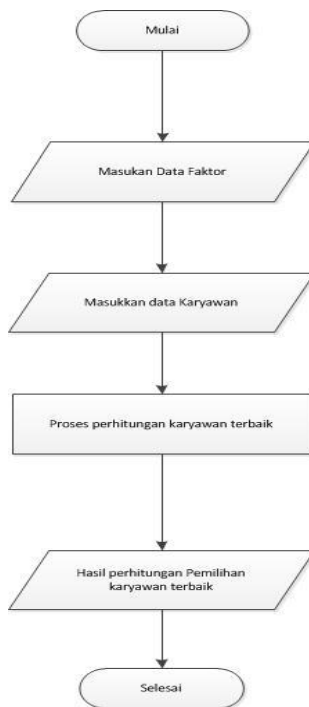 Mulai
Masukan Data Faktor
Masukkan data Karyawan
Proses perhitungan karyawan terbaik
Hasil perhitungan Pemilihan
karyawan terbaik
Selesai